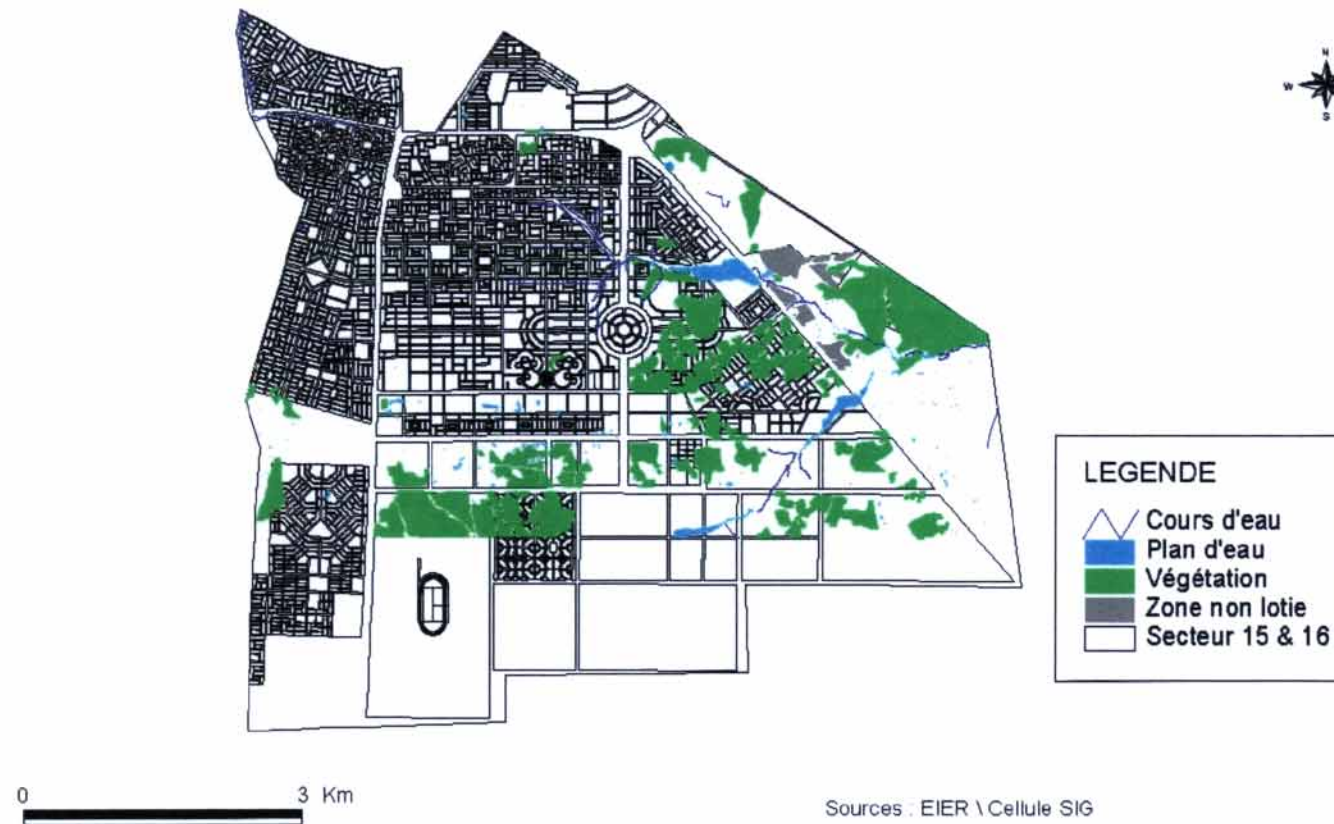 N
W
S
LEGENDE
Cours d'eau
Plan d'eau
Végétation
Zone non lotie
Secteur 15 & 16
0 3 Km
Sources : EIER \ Cellule SIG